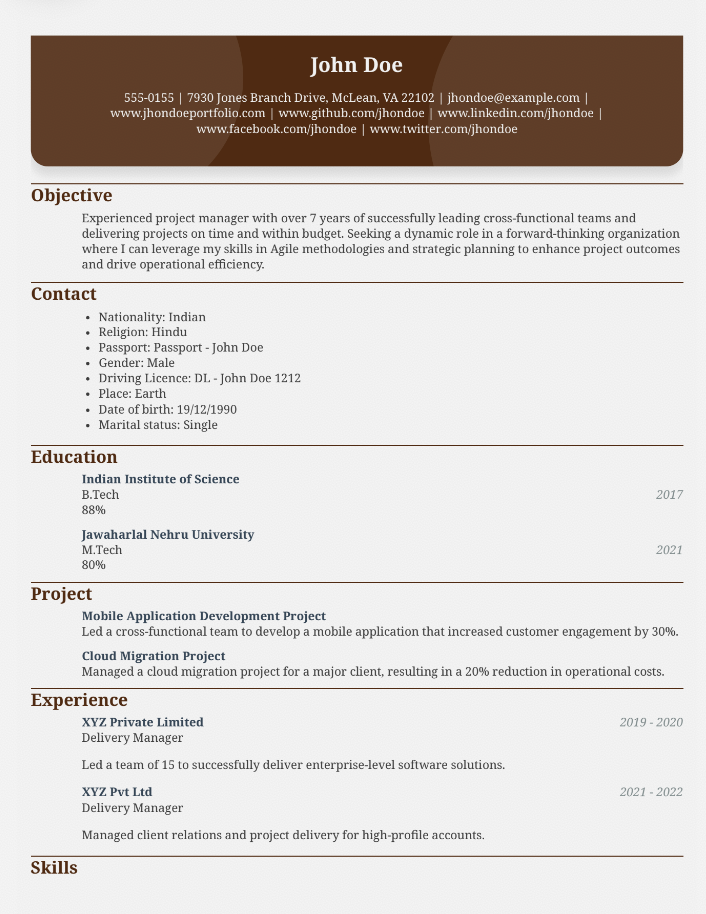 John Doe
555-0155 | 7930 Jones Branch Drive, McLean, VA 22102 | jhondoe@example.com |
www.jhondoeportfolio.com | www.github.com/jhondoe | www.linkedin.com/jhondoe |
www.facebook.com/jhondoe | www.twitter.com/jhondoe
Objective
Experienced project manager with over 7 years of successfully leading cross-functional teams and
delivering projects on time and within budget. Seeking a dynamic role in a forward-thinking organization
where I can leverage my skills in Agile methodologies and strategic planning to enhance project outcomes
and drive operational efficiency.
Contact
• Nationality: Indian
• Religion: Hindu
• Passport: Passport - John Doe
• Gender: Male
• Driving Licence: DL - John Doe 1212
• Place: Earth
• Date of birth: 19/12/1990
• Marital status: Single
Education
Indian Institute of Science
B.Tech 2017
88%
Jawaharlal Nehru University
M.Tech 2021
80%
Project
Mobile Application Development Project
Led a cross-functional team to develop a mobile application that increased customer engagement by 30%.
Cloud Migration Project
Managed a cloud migration project for a major client, resulting in a 20% reduction in operational costs.
Experience
XYZ Private Limited 2019 - 2020
Delivery Manager
Led a team of 15 to successfully deliver enterprise-level software solutions.
XYZ Pvt Ltd 2021 - 2022
Delivery Manager
Managed client relations and project delivery for high-profile accounts.
Skills